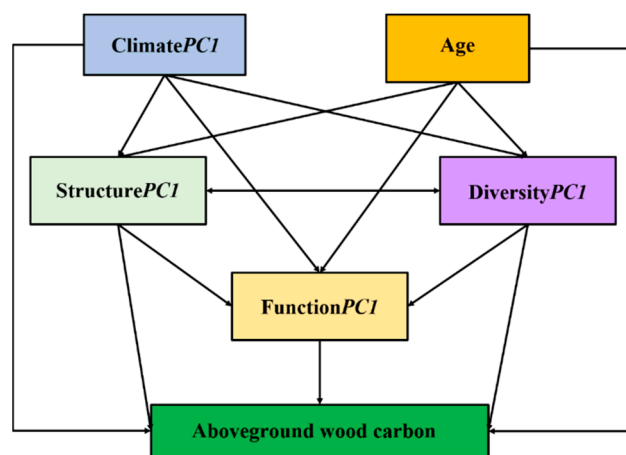 ClimatePC1
Age
StructurePC1
DiversityPC1
FunctionPC1
Aboveground wood carbon